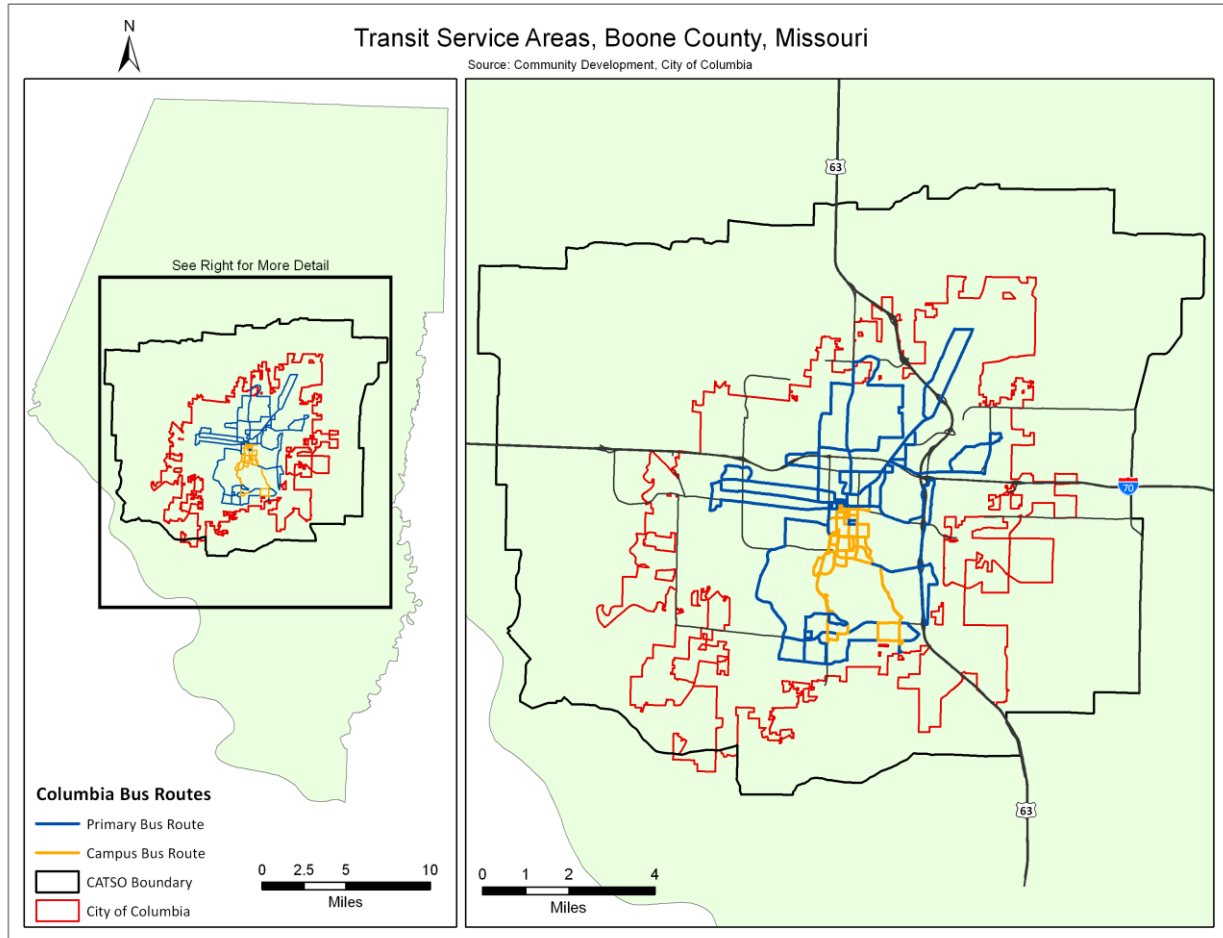 N
Transit Service Areas, Boone County, Missouri
Source: Community Development, City of Columbia
See Right for More Detail
Columbia Bus Routes
Primary Bus Route
Campus Bus Route
CATSO Boundary
City of Columbia
0 2.5 5 10
Miles
63
70
63
0 1 2 4
Miles